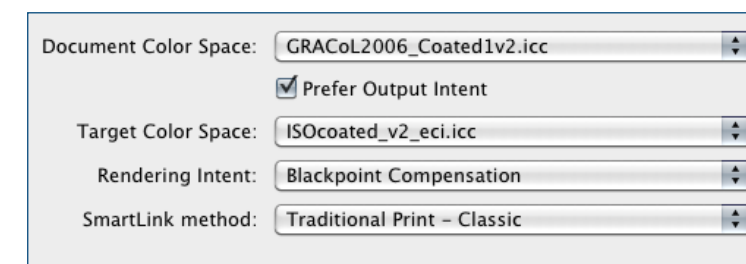 Document Color Space: GRACoL2006_Coated1v2.icc
Prefer Output Intent
Target Color Space: ISOcoated_v2_eci.icc
Rendering Intent: Blackpoint Compensation
SmartLink method: Traditional Print – Classic